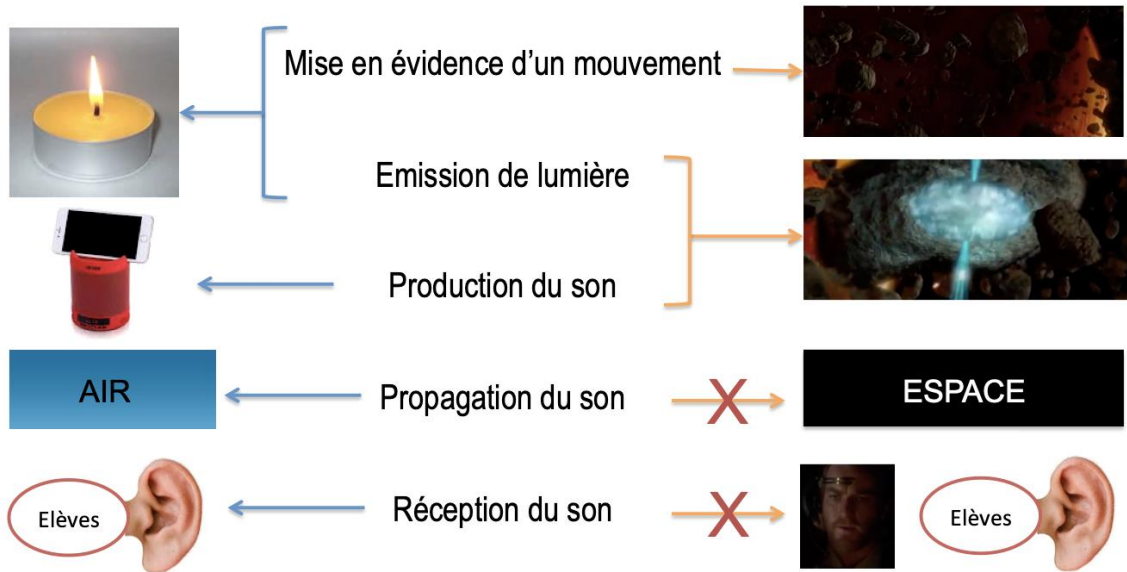 Mise en évidence d'un mouvement
Emission de lumière
Production du son
AIR
Propagation du son
X
ESPACE
Elèves
Réception du son
X
Elèves